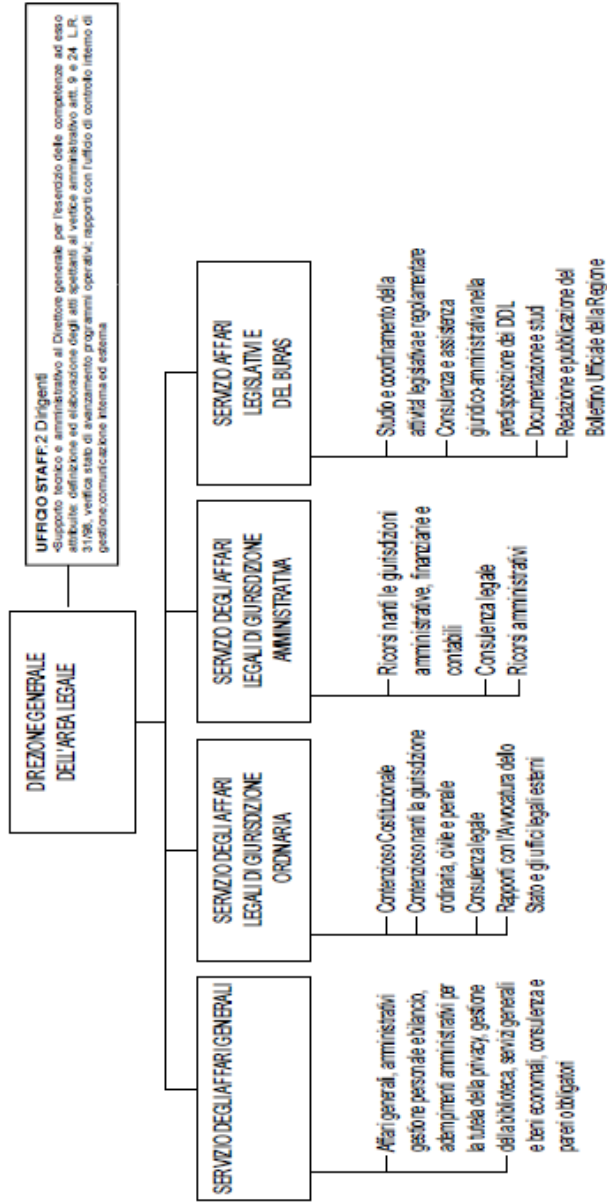 DIREZIONE GENERALE
DELL'AREA LEGALE
UFFICIO STAFF: 2 Dirigenti
•Supporto tecnico e amministrativo al Direttore generale per l'esercizio delle competenze ad esso
attribuite: definizione ed elaborazione degli atti spettanti al vertice amministrativo artt. 9 e 24 L.R.
31/98, verifica stato di avanzamento programmi operativi; rapporti con l'ufficio di controllo interno di
gestione;comunicazione interna ed esterna
SERVIZIO DEGLI AFFARI GENERALI
Affari generali, amministrativi
gestione personale e bilancio,
adempimenti amministrativi per
la tutela della privacy, gestione
della biblioteca, servizi generali
e beni economali, consulenza e
pareri obbligatori
SERVIZIO DEGLI AFFARI
LEGALI DI GIURISDIZIONE
ORDINARIA
Contenzioso Costituzionale
Contenzioso nanti la giurisdizione
ordinaria, civile e penale
Consulenza legale
Rapporti con l'Avvocatura dello
Stato e gli uffici legali esterni
SERVIZIO DEGLI AFFARI
LEGALI DI GIURISDIZIONE
AMMINISTRATIVA
Ricorsi nanti le giurisdizioni
amministrative, finanziarie e
contabili
Consulenza legale
Ricorsi amministrativi
SERVIZIO AFFARI
LEGISLATIVI E
DEL BURAS
Studio e coordinamento della
attività legislativa e regolamentare
Consulenza e assistenza
giuridico-amministrativa nella
predisposizione dei DDL
Documentazione e studi
Redazione e pubblicazione del
Bollettino Ufficiale della Regione